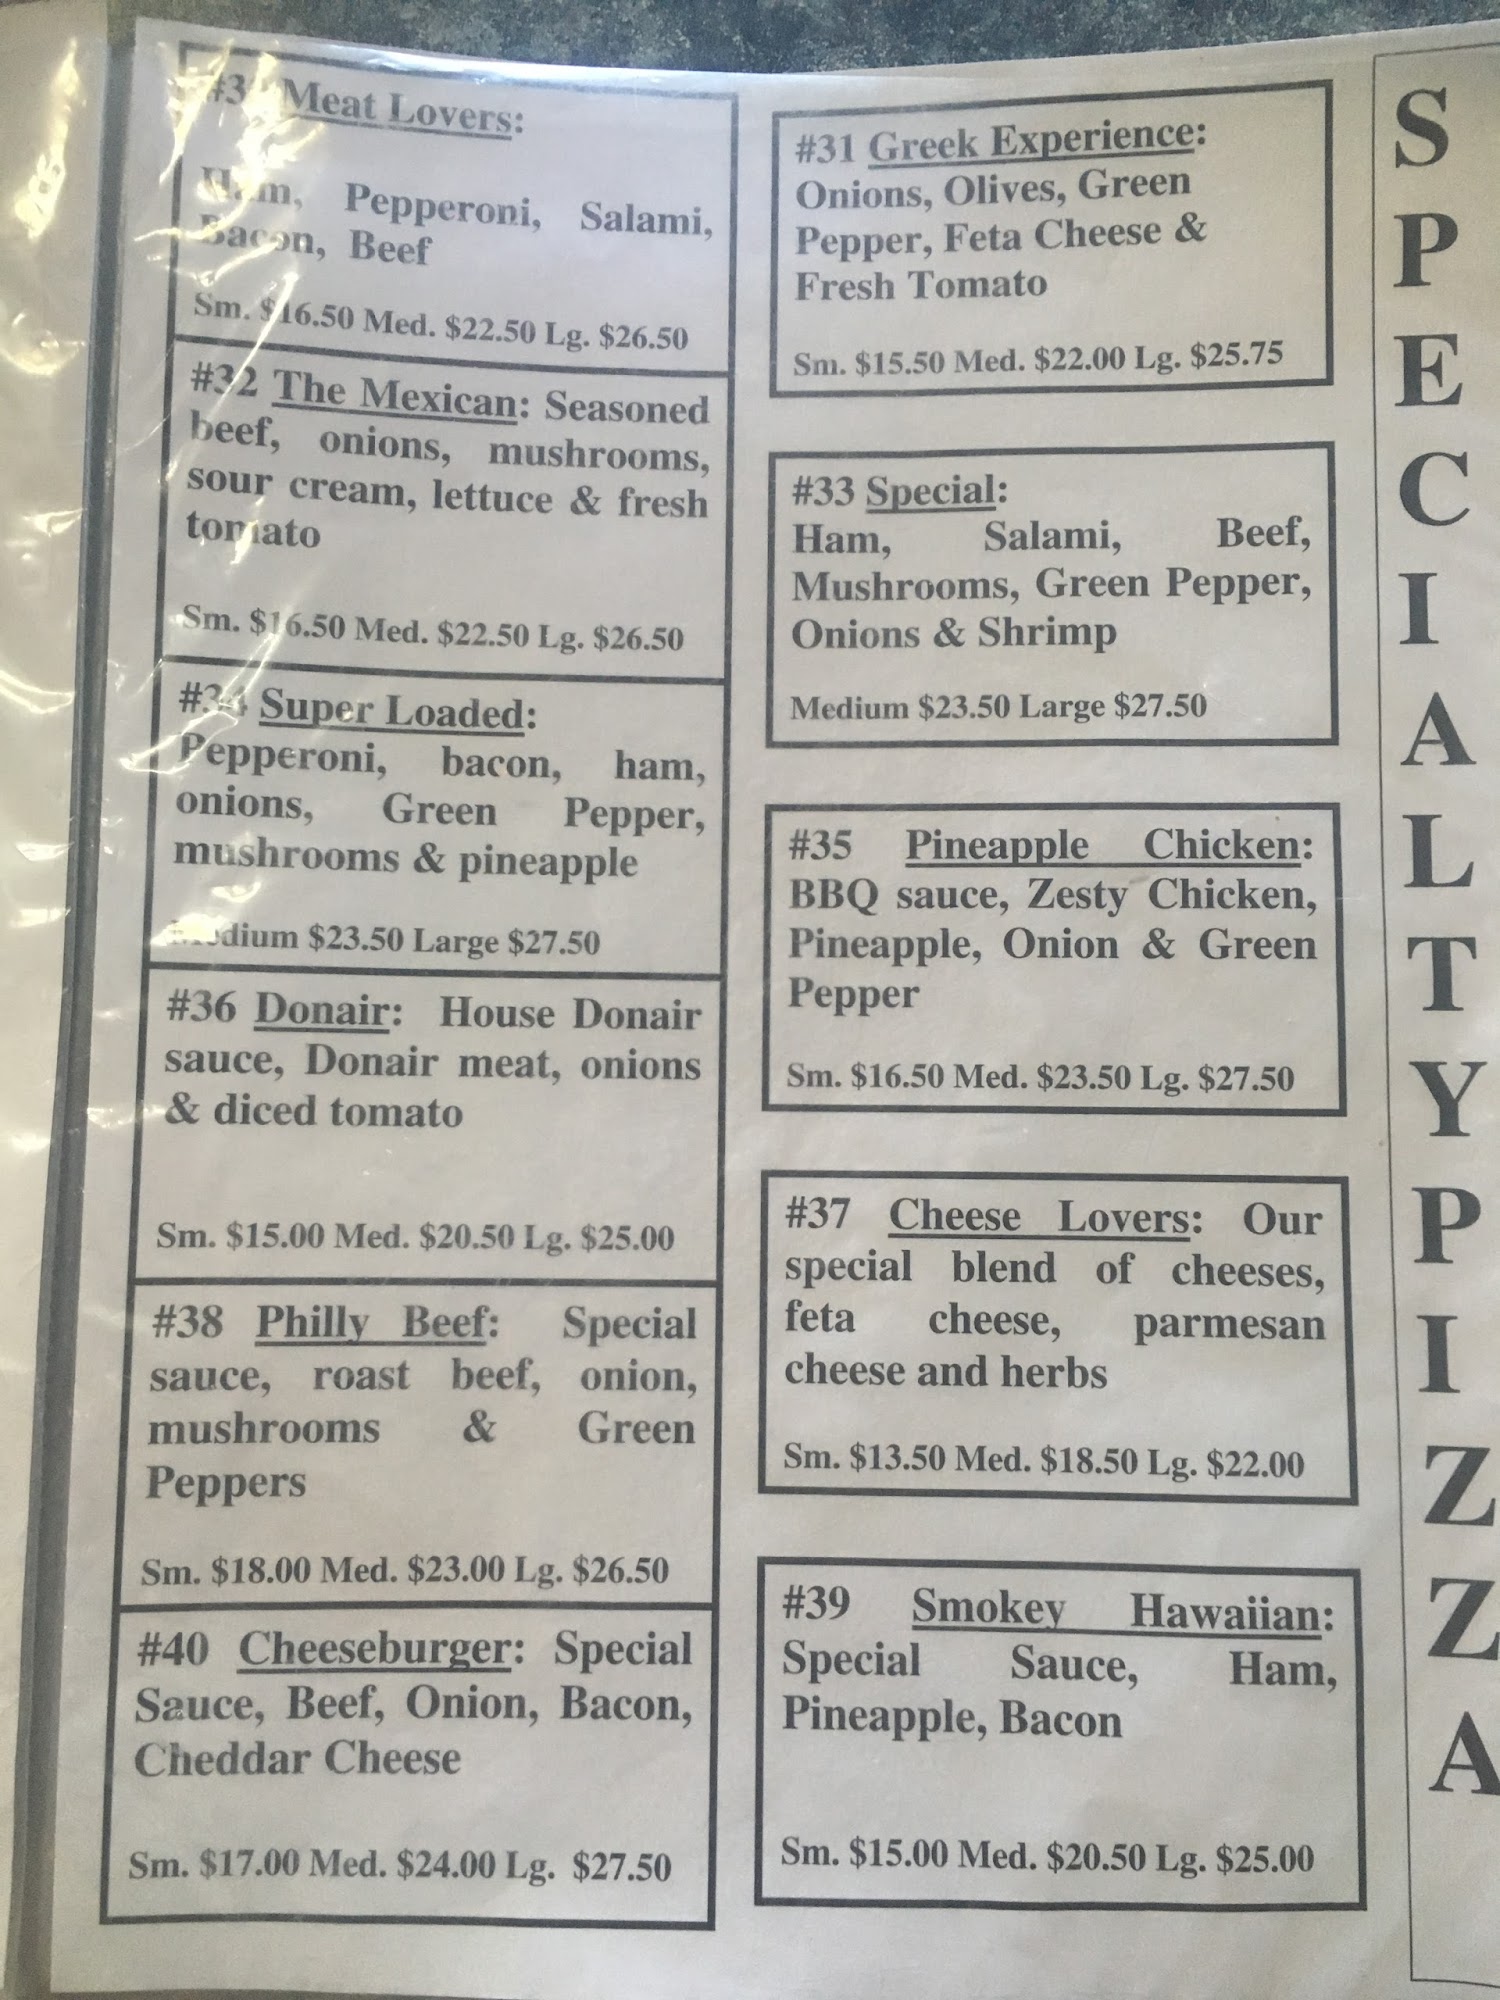 Meat Lovers:
Pepperoni, Salami,
Bacon, Beef
Sm. $16.50 Med. $22.50 Lg. $26.50
#32 The Mexican: Seasoned
beef, onions, mushrooms,
sour cream, lettuce & fresh
tomato
Sm. $16.50 Med. $22.50 Lg. $26.50
#34 Super Loaded:
Pepperoni, bacon, ham,
onions, Green Pepper,
mushrooms & pineapple
Medium $23.50 Large $27.50
#36 Donair: House Donair
sauce, Donair meat, onions
& diced tomato
Sm. $15.00 Med. $20.50 Lg. $25.00
#38 Philly Beef: Special
sauce, roast beef, onion,
mushrooms & Green
Peppers
Sm. $18.00 Med. $23.00 Lg. $26.50
#40 Cheeseburger: Special
Sauce, Beef, Onion, Bacon,
Cheddar Cheese
Sm. $17.00 Med. $24.00 Lg. $27.50
#31 Greek Experience:
Onions, Olives, Green
Pepper, Feta Cheese &
Fresh Tomato
Sm. $15.50 Med. $22.00 Lg. $25.75
#33 Special:
Ham, Salami, Beef,
Mushrooms, Green Pepper,
Onions & Shrimp
Medium $23.50 Large $27.50
#35 Pineapple Chicken:
BBQ sauce, Zesty Chicken,
Pineapple, Onion & Green
Pepper
Sm. $16.50 Med. $23.50 Lg. $27.50
#37 Cheese Lovers: Our
special blend of cheeses,
feta cheese, parmesan
cheese and herbs
Sm. $13.50 Med. $18.50 Lg. $22.00
#39 Smokey Hawaiian:
Special Sauce, Ham,
Pineapple, Bacon
Sm. $15.00 Med. $20.50 Lg. $25.00
SPECIALTY PIZZA